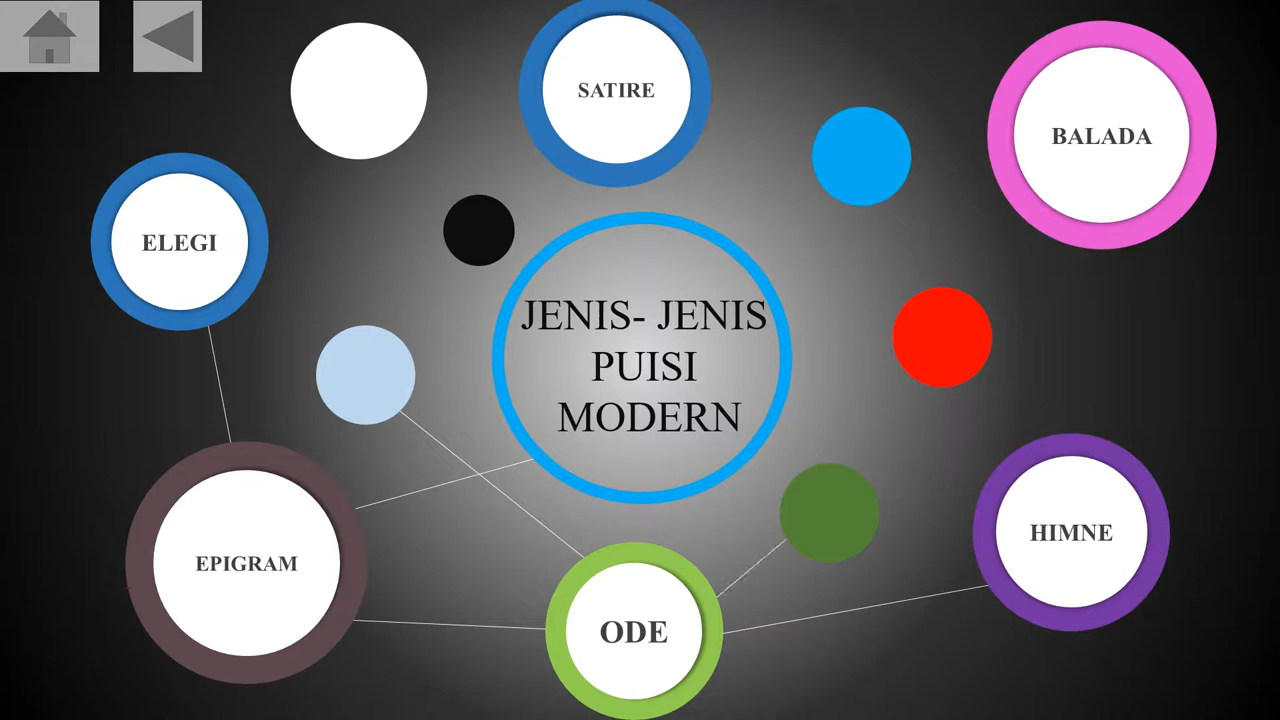 SATIRE
BALADA
ELEGI
JENIS- JENIS
PUISI
MODERN
EPIGRAM
HIMNE
ODE